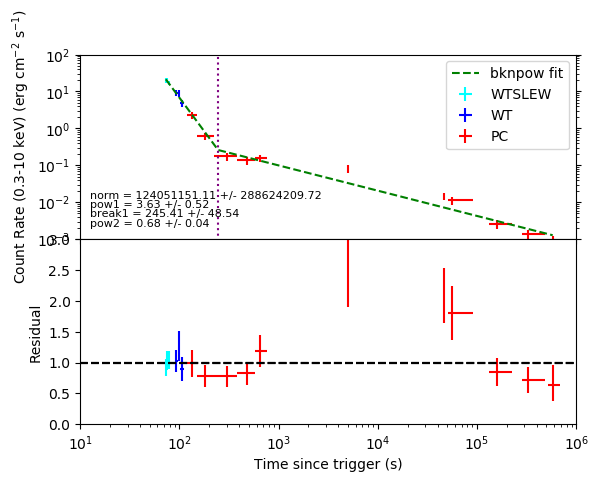 Count Rate (0.3-10 keV) (erg cm⁻² s⁻¹)
10²
10¹
10⁰
10⁻¹
10⁻²
10⁻³
bknpow fit
WTSLEW
WT
PC
norm = 124051151.11 +/- 288624209.72
pow1 = 3.63 +/- 0.52
break1 = 245.41 +/- 48.54
pow2 = 0.68 +/- 0.04
Residual
3.0
2.5
2.0
1.5
1.0
0.5
0.0
10¹ 10² 10³ 10⁴ 10⁵ 10⁶
Time since trigger (s)